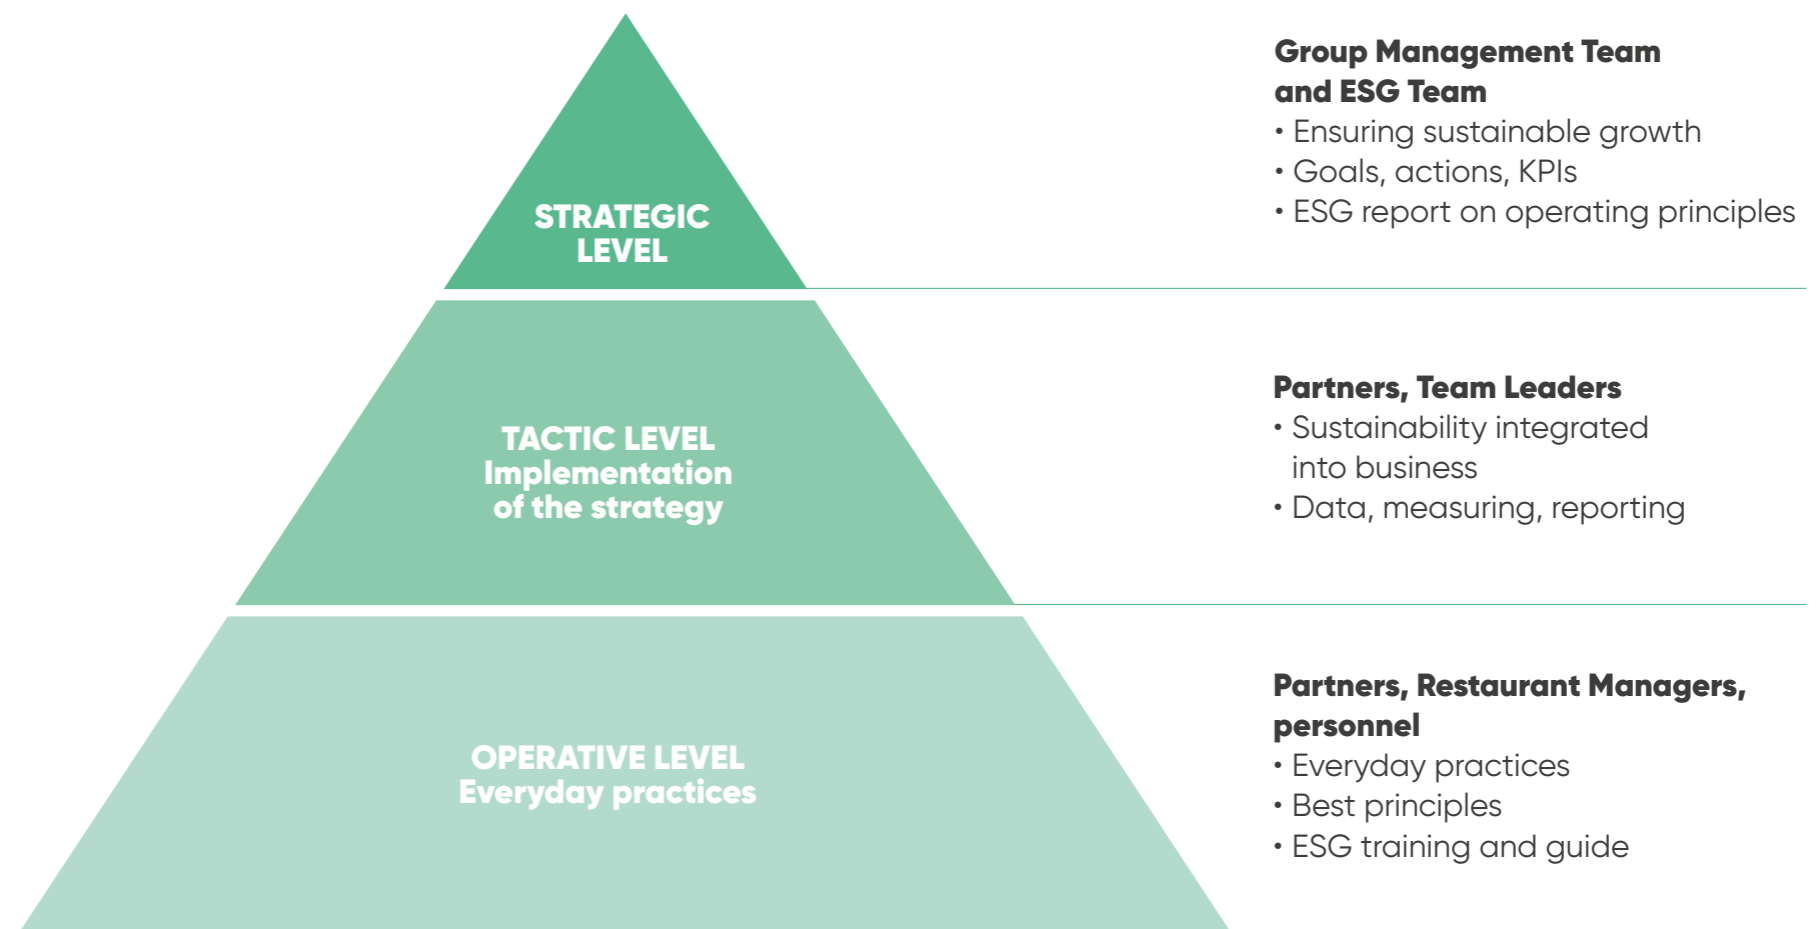 STRATEGIC
LEVEL
Group Management Team
and ESG Team
• Ensuring sustainable growth
• Goals, actions, KPIs
• ESG report on operating principles
TACTIC LEVEL
Implementation
of the strategy
Partners, Team Leaders
• Sustainability integrated
into business
• Data, measuring, reporting
OPERATIVE LEVEL
Everyday practices
Partners, Restaurant Managers,
personnel
• Everyday practices
• Best principles
• ESG training and guide